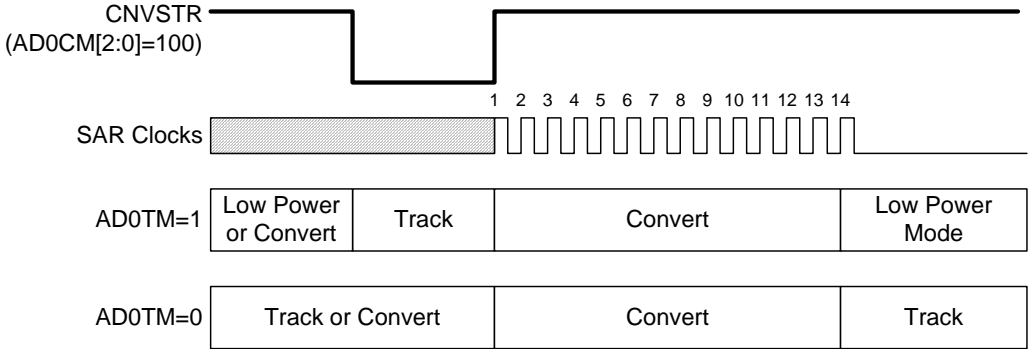 CNVSTR
(AD0CM[2:0]=100)
1 2 3 4 5 6 7 8 9 10 11 12 13 14
SAR Clocks
AD0TM=1
Low Power
or Convert
Track
Convert
Low Power
Mode
AD0TM=0
Track or Convert
Convert
Track